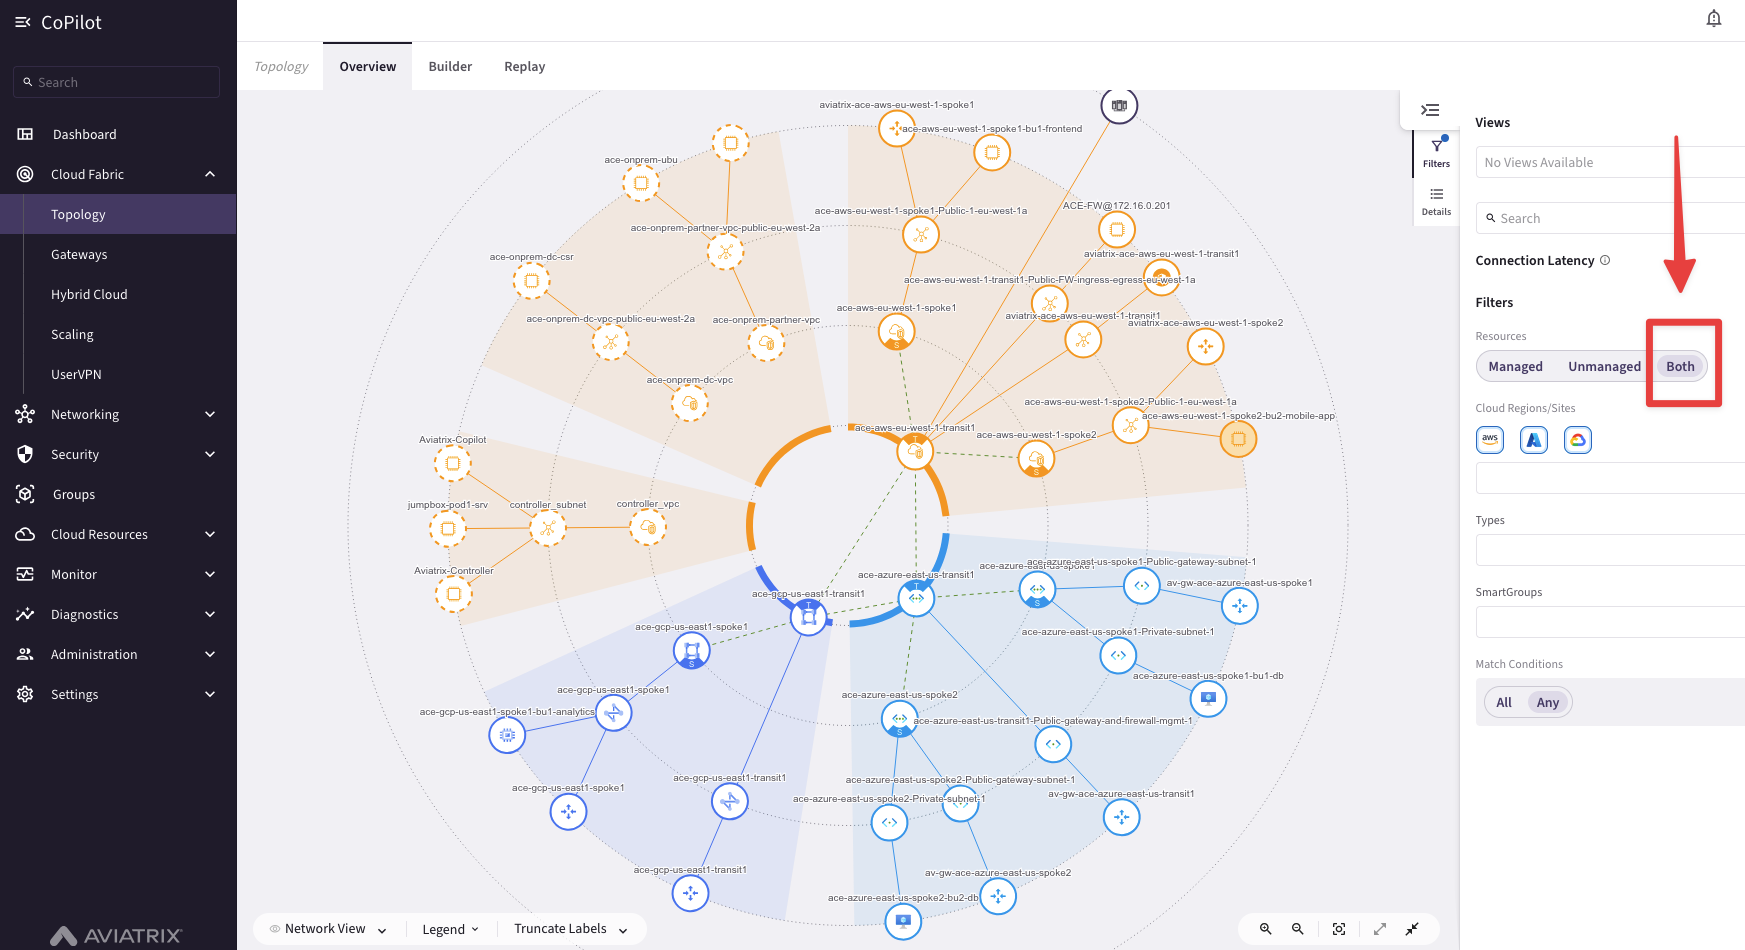 CoPilot
Search
Dashboard
Cloud Fabric
Topology
Gateways
Hybrid Cloud
Scaling
UserVPN
Networking
Security
Groups
Cloud Resources
Monitor
Diagnostics
Administration
Settings
AVIATRIX
Topology
Overview
Builder
Replay
aviatrix-ace-aws-eu-west-1-spoke1
ace-aws-eu-west-1-spoke1-bu1-frontend
ace-onprem-ubu
ace-aws-eu-west-1-spoke1-Public-1-eu-west-1a
ACE-FW@172.16.0.201
ace-onprem-partner-vpc-public-eu-west-2a
aviatrix-ace-aws-eu-west-1-transit1
ace-onprem-dc-csr
ace-aws-eu-west-1-transit1-Public-FW-ingress-egress-eu-west-1a
ace-aws-eu-west-1-spoke1
aviatrix-ace-aws-eu-west-1-transit1
ace-onprem-dc-vpc-public-eu-west-2a
ace-onprem-partner-vpc
aviatrix-ace-aws-eu-west-1-spoke2
S
ace-onprem-dc-vpc
ace-aws-eu-west-1-spoke2-Public-1-eu-west-1a
ace-aws-eu-west-1-spoke2-bu2-mobile-app
ace-aws-eu-west-1-transit1
ace-aws-eu-west-1-spoke2
T
S
Aviatrix-Copilot
jumpbox-pod1-srv
controller_subnet
controller_vpc
Aviatrix-Controller
ace-azure-east-us-spoke1
ace-azure-east-us-spoke1-Public-gateway-subnet-1
ace-azure-east-us-transit1
av-gw-ace-azure-east-us-spoke1
T
S
ace-gcp-us-east1-transit1
T
ace-gcp-us-east1-spoke1
S
ace-azure-east-us-spoke1-Private-subnet-1
ace-azure-east-us-spoke1-bu1-db
ace-gcp-us-east1-spoke1
ace-azure-east-us-spoke2
ace-gcp-us-east1-spoke1-bu1-analytics
ace-azure-east-us-transit1-Public-gateway-and-firewall-mgmt-1
S
ace-gcp-us-east1-transit1
ace-azure-east-us-spoke2-Public-gateway-subnet-1
ace-gcp-us-east1-spoke1
ace-azure-east-us-spoke2-Private-subnet-1
av-gw-ace-azure-east-us-transit1
ace-gcp-us-east1-transit1
av-gw-ace-azure-east-us-spoke2
ace-azure-east-us-spoke2-bu2-db
Network View
Legend
Truncate Labels
Filters
Details
Views
No Views Available
Search
Connection Latency
Filters
Resources
Managed Unmanaged Both
Cloud Regions/Sites
aws
Types
SmartGroups
Match Conditions
All Any